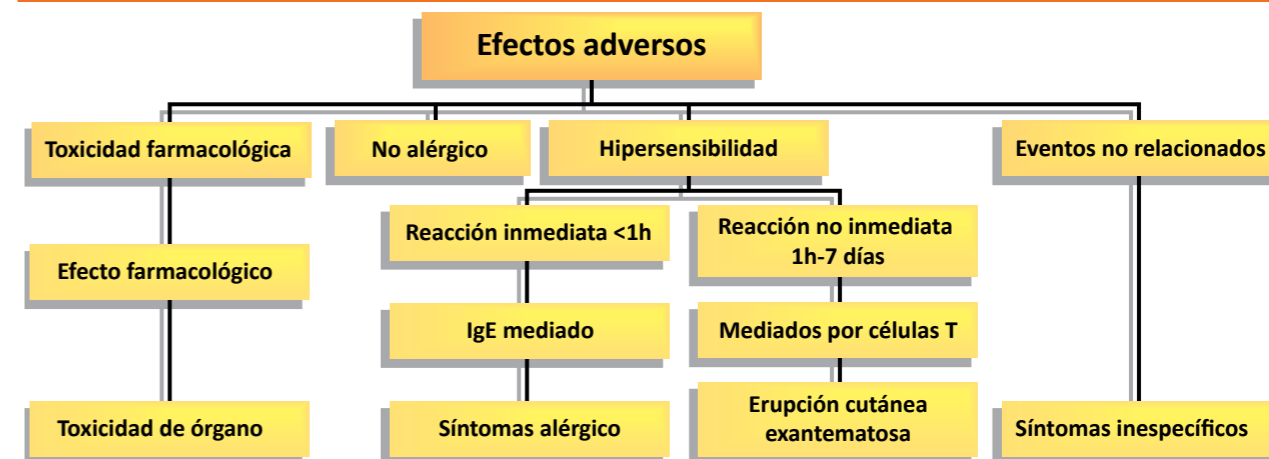 Efectos adversos
Toxicidad farmacológica
No alérgico
Hipersensibilidad
Eventos no relacionados
Reacción inmediata <1h
Reacción no inmediata
1h-7 días
Efecto farmacológico
IgE mediado
Mediados por células T
Toxicidad de órgano
Síntomas alérgico
Erupción cutánea
exantematosa
Síntomas inespecíficos